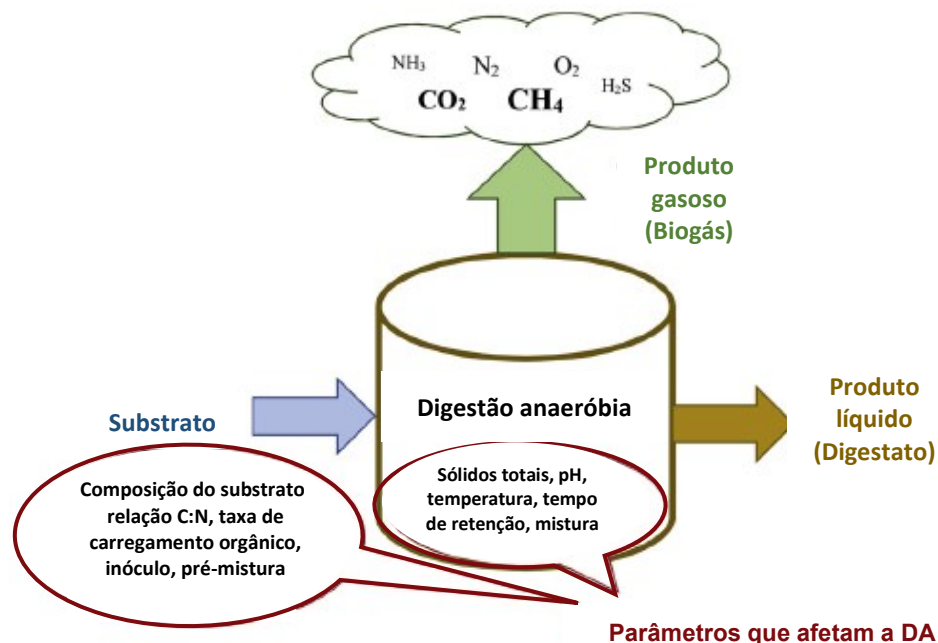 NH₃ N₂ O₂ H₂S
CO₂ CH₄
Produto
gasoso
(Biogás)
Substrato
Digestão anaeróbia
Produto
líquido
(Digestato)
Composição do substrato
relação C:N, taxa de
carregamento orgânico,
inóculo, pré-mistura
Sólidos totais, pH,
temperatura, tempo
de retenção, mistura
Parâmetros que afetam a DA